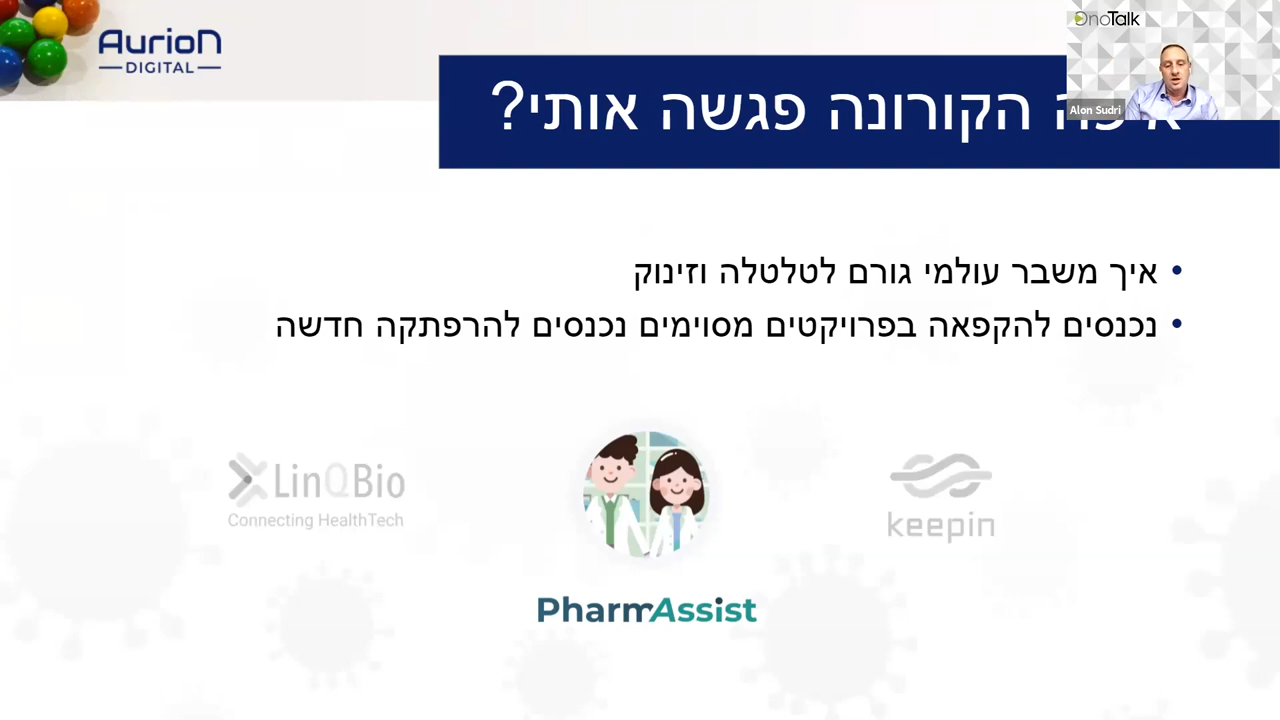 AurioN
DIGITAL
OnoTalk
Alon Sudri
הקורונה פגשה אותי?
• איך משבר עולמי גורם לטלטלה וזינוק
• נכנסים להקפאה בפרויקטים מסוימים נכנסים להרפתקה חדשה
LinQBio
Connecting HealthTech
keepin
PharmAssist